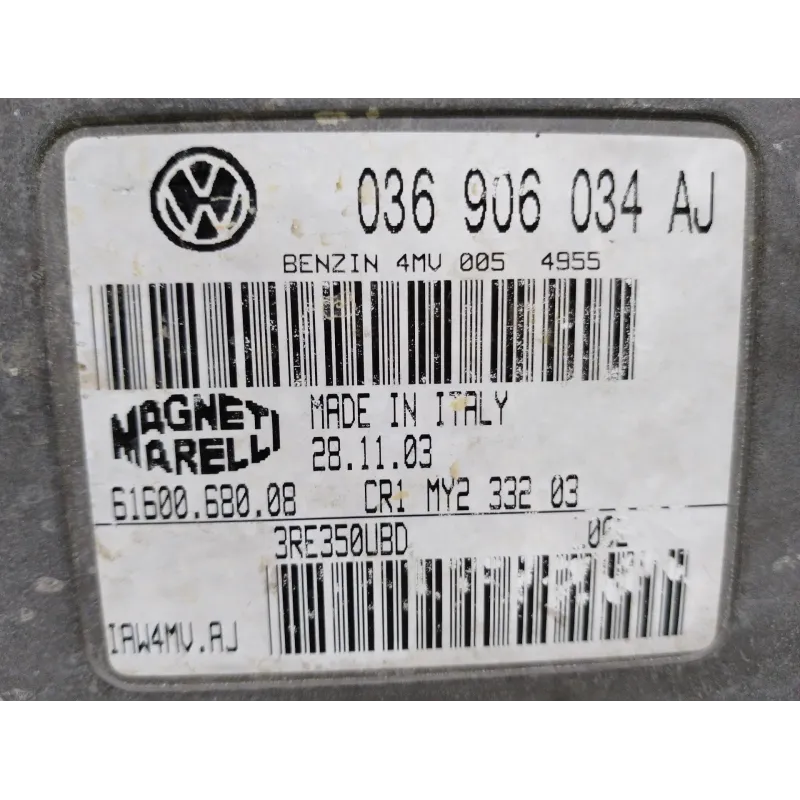 036 906 034 AJ
BENZIN 4MV 005 4955
MAGNETI
MARELLI
MADE IN ITALY
28.11.03
61600.680.08 CR1 MY2 332 03
3RE350UBD
IAW4MV.AJ